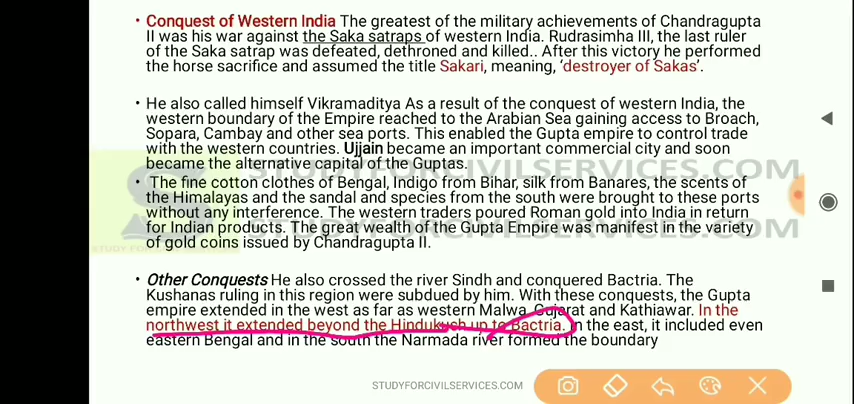 • Conquest of Western India The greatest of the military achievements of Chandragupta
II was his war against the Saka satraps of western India. Rudrasimha III, the last ruler
of the Saka satrap was defeated, dethroned and killed.. After this victory he performed
the horse sacrifice and assumed the title Sakari, meaning, ‘destroyer of Sakas’.
• He also called himself Vikramaditya As a result of the conquest of western India, the
western boundary of the Empire reached to the Arabian Sea gaining access to Broach,
Sopara, Cambay and other sea ports. This enabled the Gupta empire to control trade
with the western countries. Ujjain became an important commercial city and soon
became the alternative capital of the Guptas.
• The fine cotton clothes of Bengal, Indigo from Bihar, silk from Banares, the scents of
the Himalayas and the sandal and species from the south were brought to these ports
without any interference. The western traders poured Roman gold into India in return
for Indian products. The great wealth of the Gupta Empire was manifest in the variety
of gold coins issued by Chandragupta II.
• Other Conquests He also crossed the river Sindh and conquered Bactria. The
Kushanas ruling in this region were subdued by him. With these conquests, the Gupta
empire extended in the west as far as western Malwa, Gujarat and Kathiawar. In the
northwest it extended beyond the Hindukush up to Bactria. In the east, it included even
eastern Bengal and in the south the Narmada river formed the boundary
STUDYFORCIVILSERVICES.COM
STUDYFORCIVILSERVICES.COM
STUDYFORCIVILSERVICES.COM